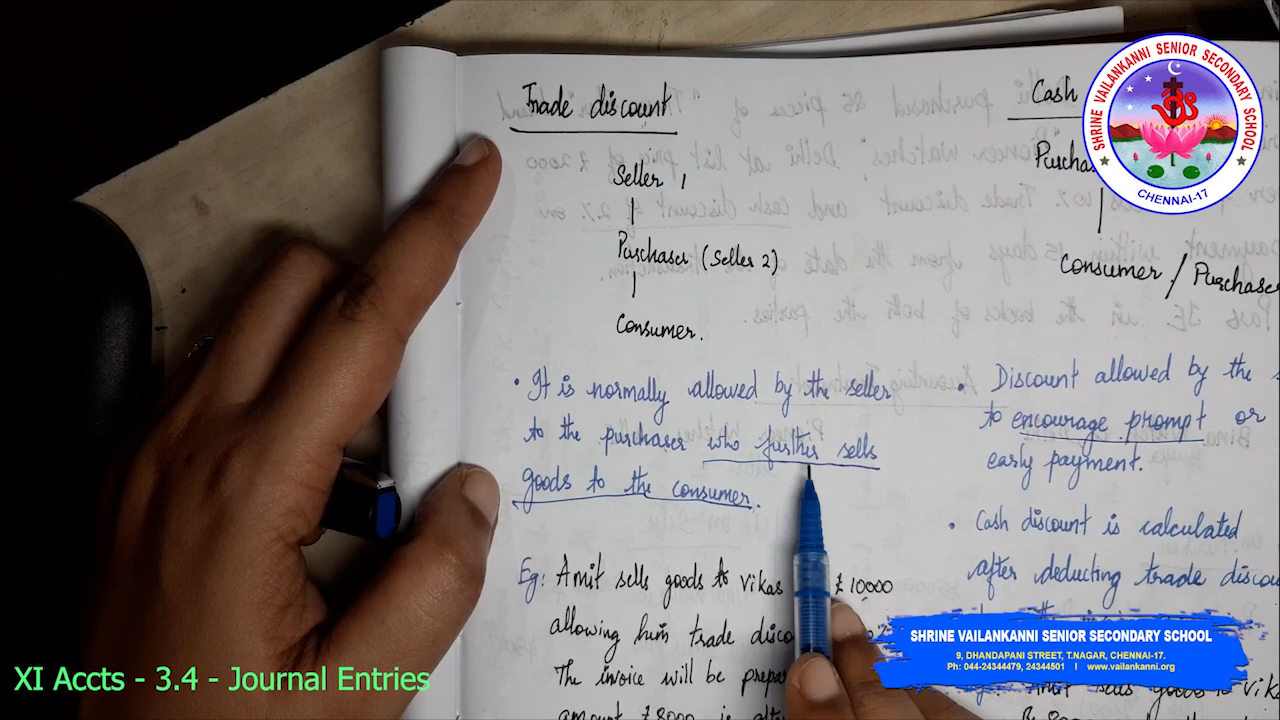 Trade discount
Seller 1
Purchaser (Seller 2)
Consumer.
• It is normally allowed by the seller
to the purchaser who further sells
goods to the consumer.
Eg: Amit sells goods to Vikas ₹ 10000
allowing him trade
The invoice will be
amount ₹8000 is
Cash
Consumer / Purchaser
• Discount allowed by the
to encourage prompt or
early payment.
• Cash discount is calculated
after deducting trade
SHRINE VAILANKANNI SENIOR SECONDARY SCHOOL
CHENNAI-17
SHRINE VAILANKANNI SENIOR SECONDARY SCHOOL
9, DHANDAPANI STREET, T.NAGAR, CHENNAI-17.
Ph: 044-24344479, 24344501 I www.vailankanni.org
XI Accts - 3.4 - Journal Entries